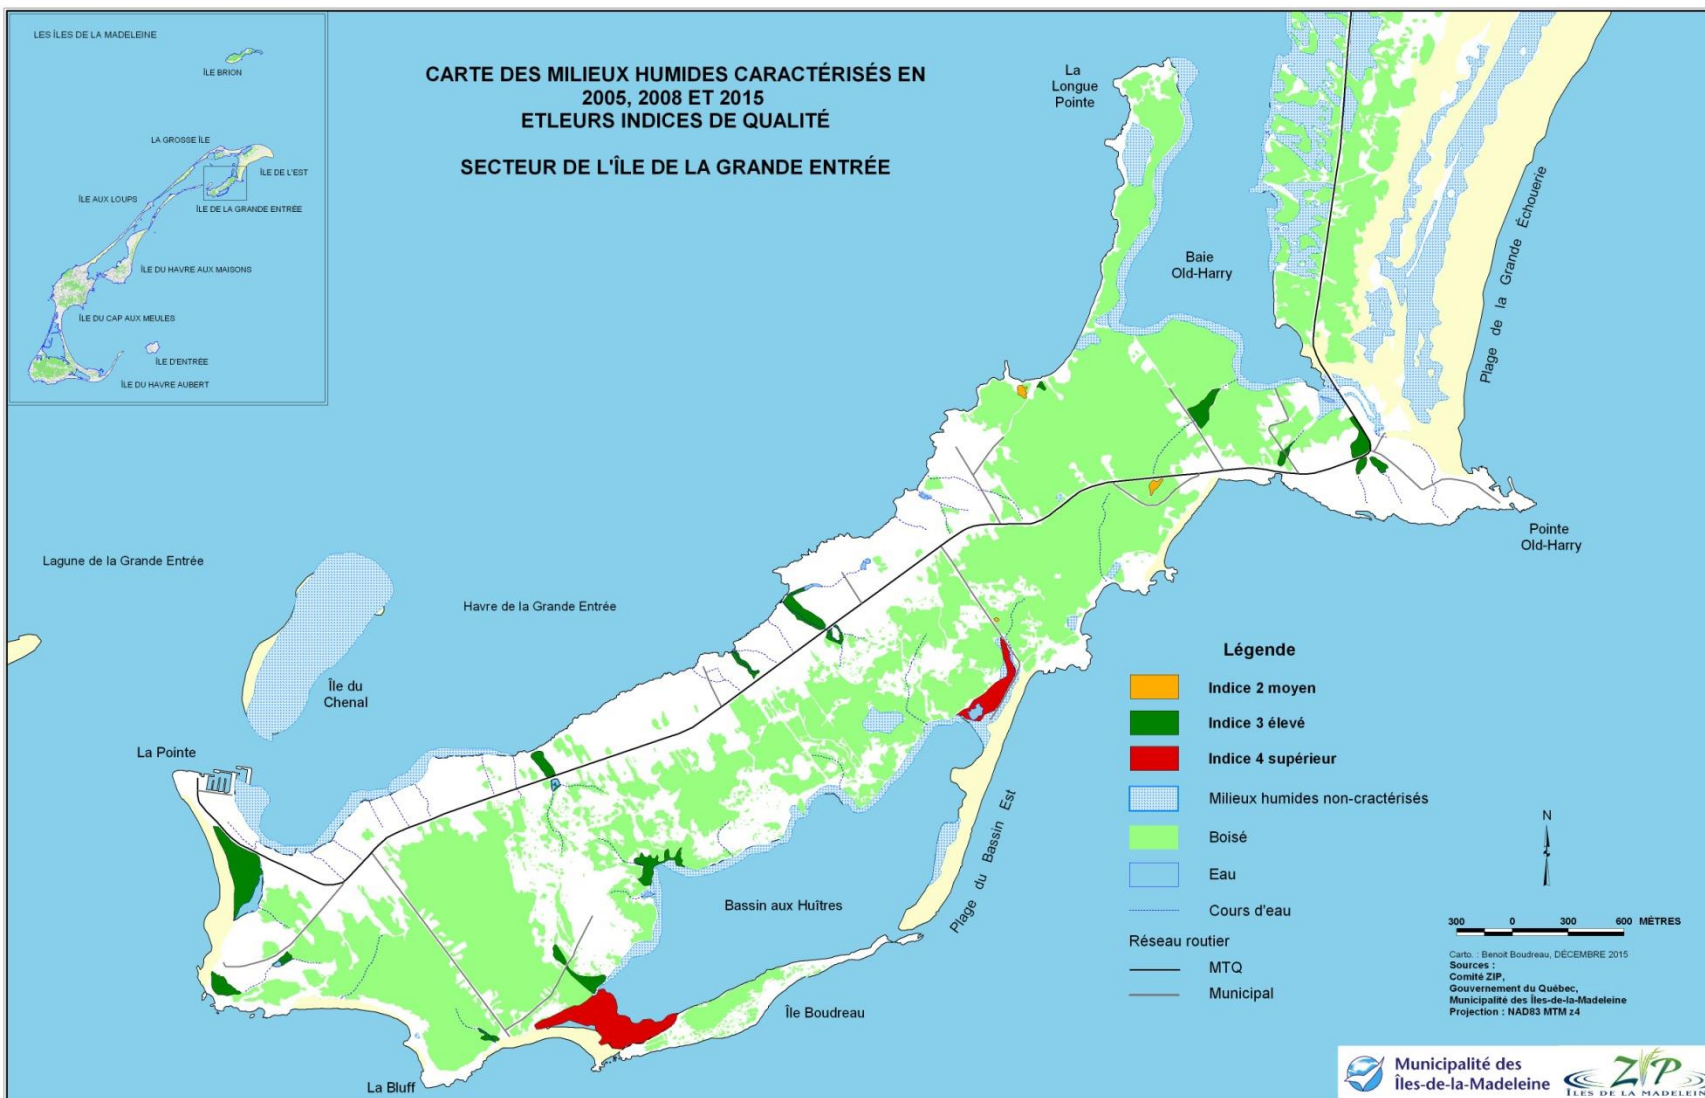 LES ÎLES DE LA MADELEINE
ÎLE BRION
LA GROSSE ÎLE
ÎLE DE L'EST
ÎLE AUX LOUPS
ÎLE DE LA GRANDE ENTRÉE
ÎLE DU HAVRE AUX MAISONS
ÎLE DU CAP AUX MEULES
ÎLE D'ENTRÉE
ÎLE DU HAVRE AUBERT
CARTE DES MILIEUX HUMIDES CARACTÉRISÉS EN
2005, 2008 ET 2015
ETLEURS INDICES DE QUALITÉ
SECTEUR DE L'ÎLE DE LA GRANDE ENTRÉE
La
Longue
Pointe
Baie
Old-Harry
Plage de la Grande Échouerie
Pointe
Old-Harry
Lagune de la Grande Entrée
Havre de la Grande Entrée
Île du
Chenal
La Pointe
Bassin aux Huîtres
Plage du Bassin Est
Île Boudreau
La Bluff
Légende
Indice 2 moyen
Indice 3 élevé
Indice 4 supérieur
Milieux humides non-cractérisés
Boisé
Eau
Cours d'eau
Réseau routier
MTQ
Municipal
N
300 0 300 600 MÈTRES
Carto. : Benoit Boudreau, DÉCEMBRE 2015
Sources :
Comité ZIP,
Gouvernement du Québec,
Municipalité des Îles-de-la-Madeleine
Projection : NAD83 MTM z4
Municipalité des
Îles-de-la-Madeleine
ZIP
ILES DE LA MADELEIN